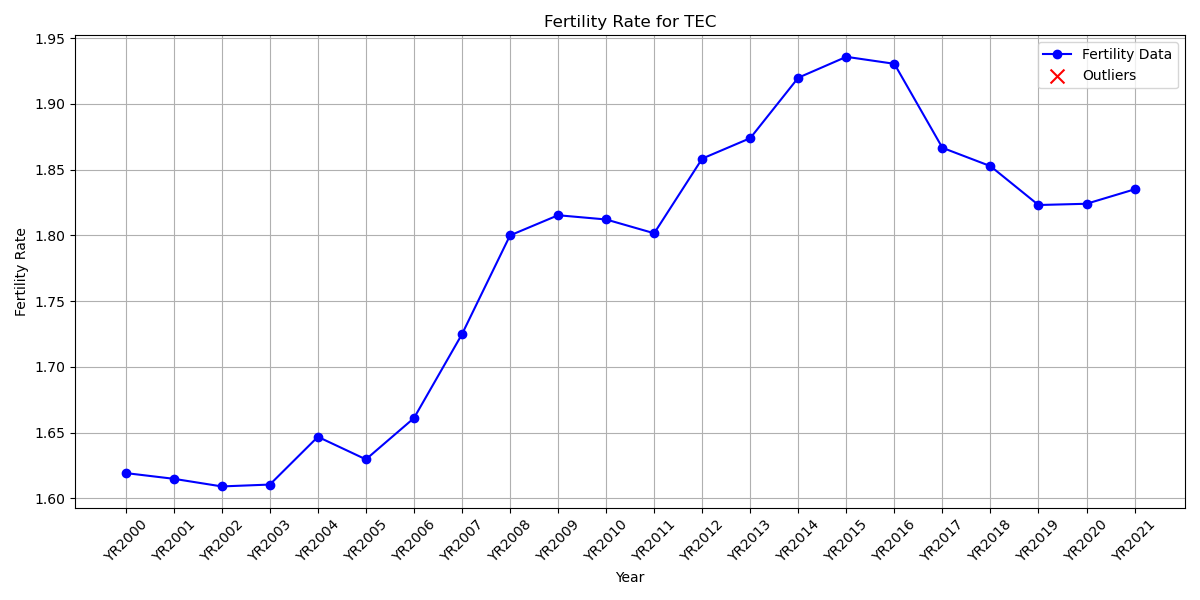 Fertility Rate for TEC
Fertility Data
Outliers
Fertility Rate
1.95
1.90
1.85
1.80
1.75
1.70
1.65
1.60
YR2000
YR2001
YR2002
YR2003
YR2004
YR2005
YR2006
YR2007
YR2008
YR2009
YR2010
YR2011
YR2012
YR2013
YR2014
YR2015
YR2016
YR2017
YR2018
YR2019
YR2020
YR2021
Year